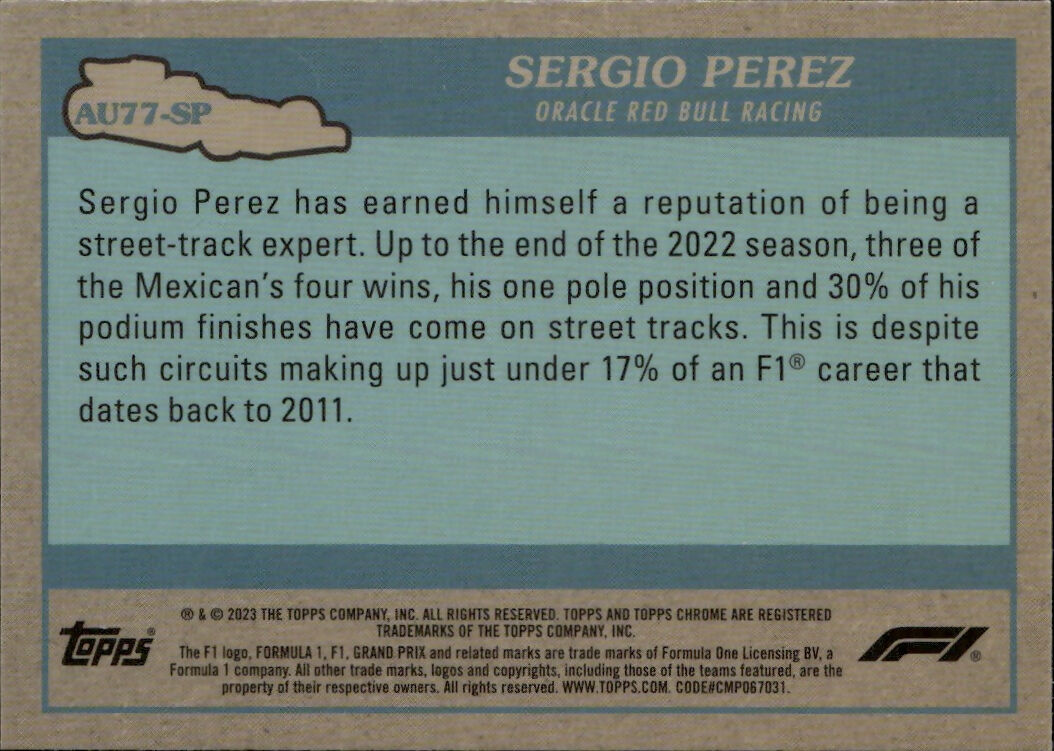 AU77-SP
SERGIO PEREZ
ORACLE RED BULL RACING
Sergio Perez has earned himself a reputation of being a
street-track expert. Up to the end of the 2022 season, three of
the Mexican's four wins, his one pole position and 30% of his
podium finishes have come on street tracks. This is despite
such circuits making up just under 17% of an F1® career that
dates back to 2011.
® & © 2023 THE TOPPS COMPANY, INC. ALL RIGHTS RESERVED. TOPPS AND TOPPS CHROME ARE REGISTERED
TRADEMARKS OF THE TOPPS COMPANY, INC.
The F1 logo, FORMULA 1, F1, GRAND PRIX and related marks are trade marks of Formula One Licensing BV, a
Formula 1 company. All other trade marks, logos and copyrights, including those of the teams featured, are the
property of their respective owners. All rights reserved. WWW.TOPPS.COM. CODE#CMP067031.
topps®
F1®